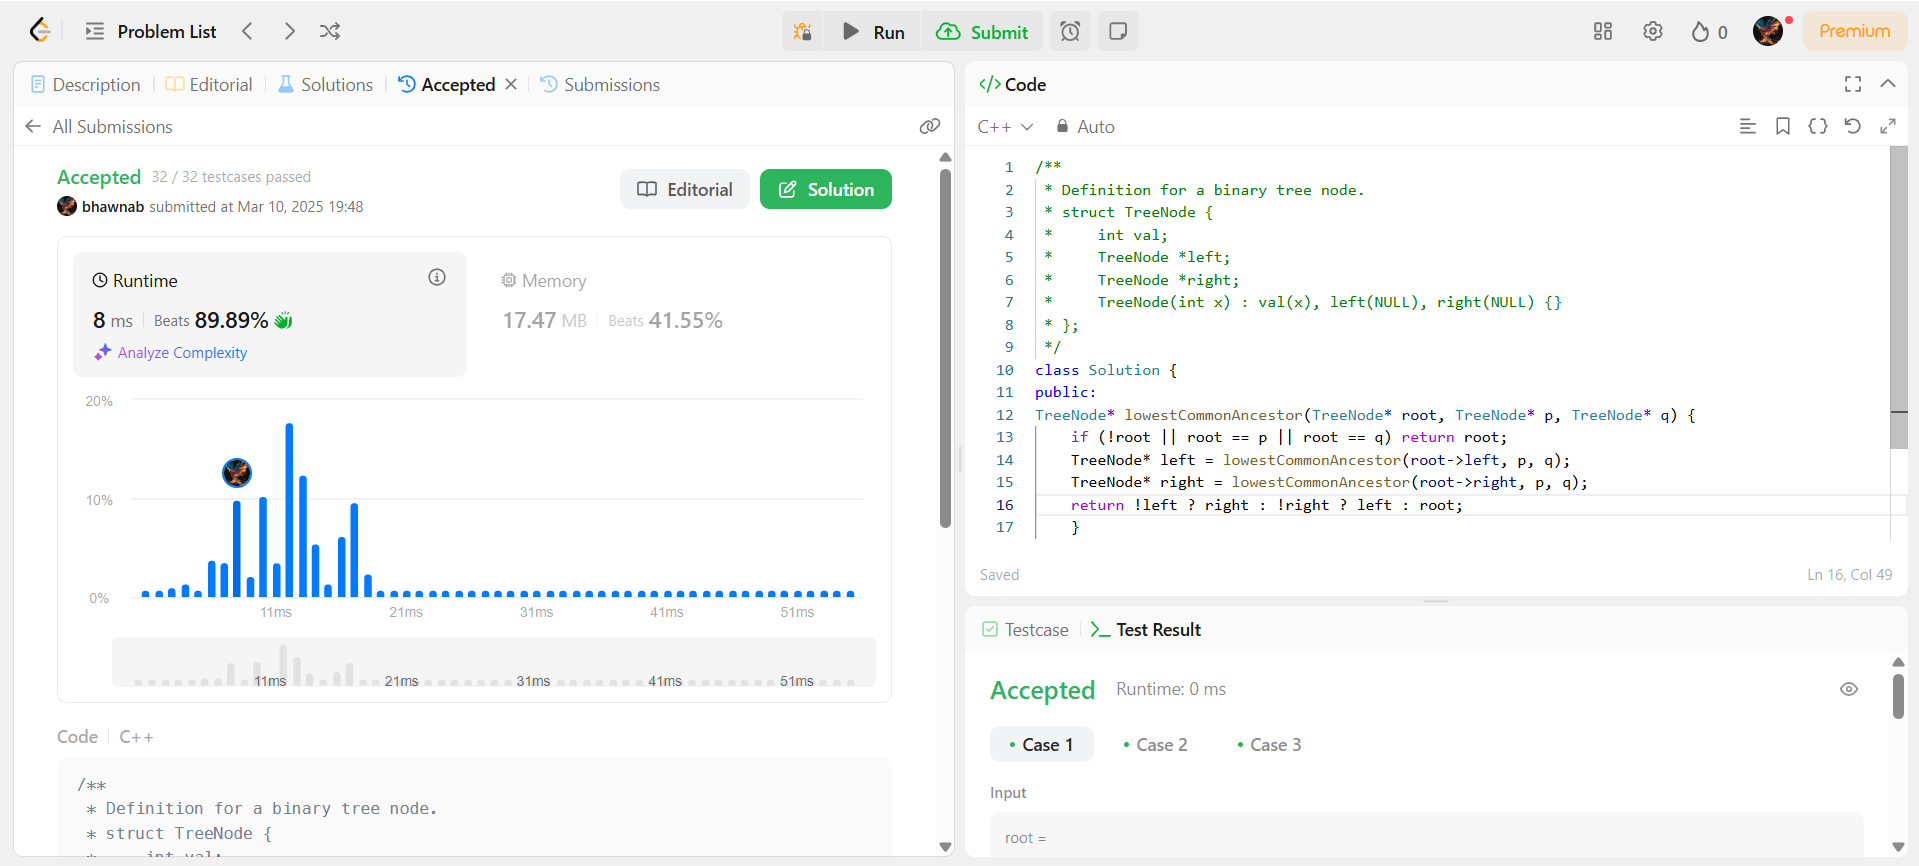 Problem List
Run
Submit
0
Premium
Description
Editorial
Solutions
Accepted
Submissions
All Submissions
Accepted 32 / 32 testcases passed
bhawnab submitted at Mar 10, 2025 19:48
Editorial
Solution
Runtime
8 ms Beats 89.89%
Analyze Complexity
Memory
17.47 MB Beats 41.55%
20%
10%
0%
11ms 21ms 31ms 41ms 51ms
11ms 21ms 31ms 41ms 51ms
Code C++
/**
* Definition for a binary tree node.
* struct TreeNode {
* int val;
</> Code
C++ Auto
1 /**
2 * Definition for a binary tree node.
3 * struct TreeNode {
4 * int val;
5 * TreeNode *left;
6 * TreeNode *right;
7 * TreeNode(int x) : val(x), left(NULL), right(NULL) {}
8 * };
9 */
10 class Solution {
11 public:
12 TreeNode* lowestCommonAncestor(TreeNode* root, TreeNode* p, TreeNode* q) {
13 if (!root || root == p || root == q) return root;
14 TreeNode* left = lowestCommonAncestor(root->left, p, q);
15 TreeNode* right = lowestCommonAncestor(root->right, p, q);
16 return !left ? right : !right ? left : root;
17 }
Saved
Ln 16, Col 49
Testcase
Test Result
Accepted Runtime: 0 ms
Case 1
Case 2
Case 3
Input
root =